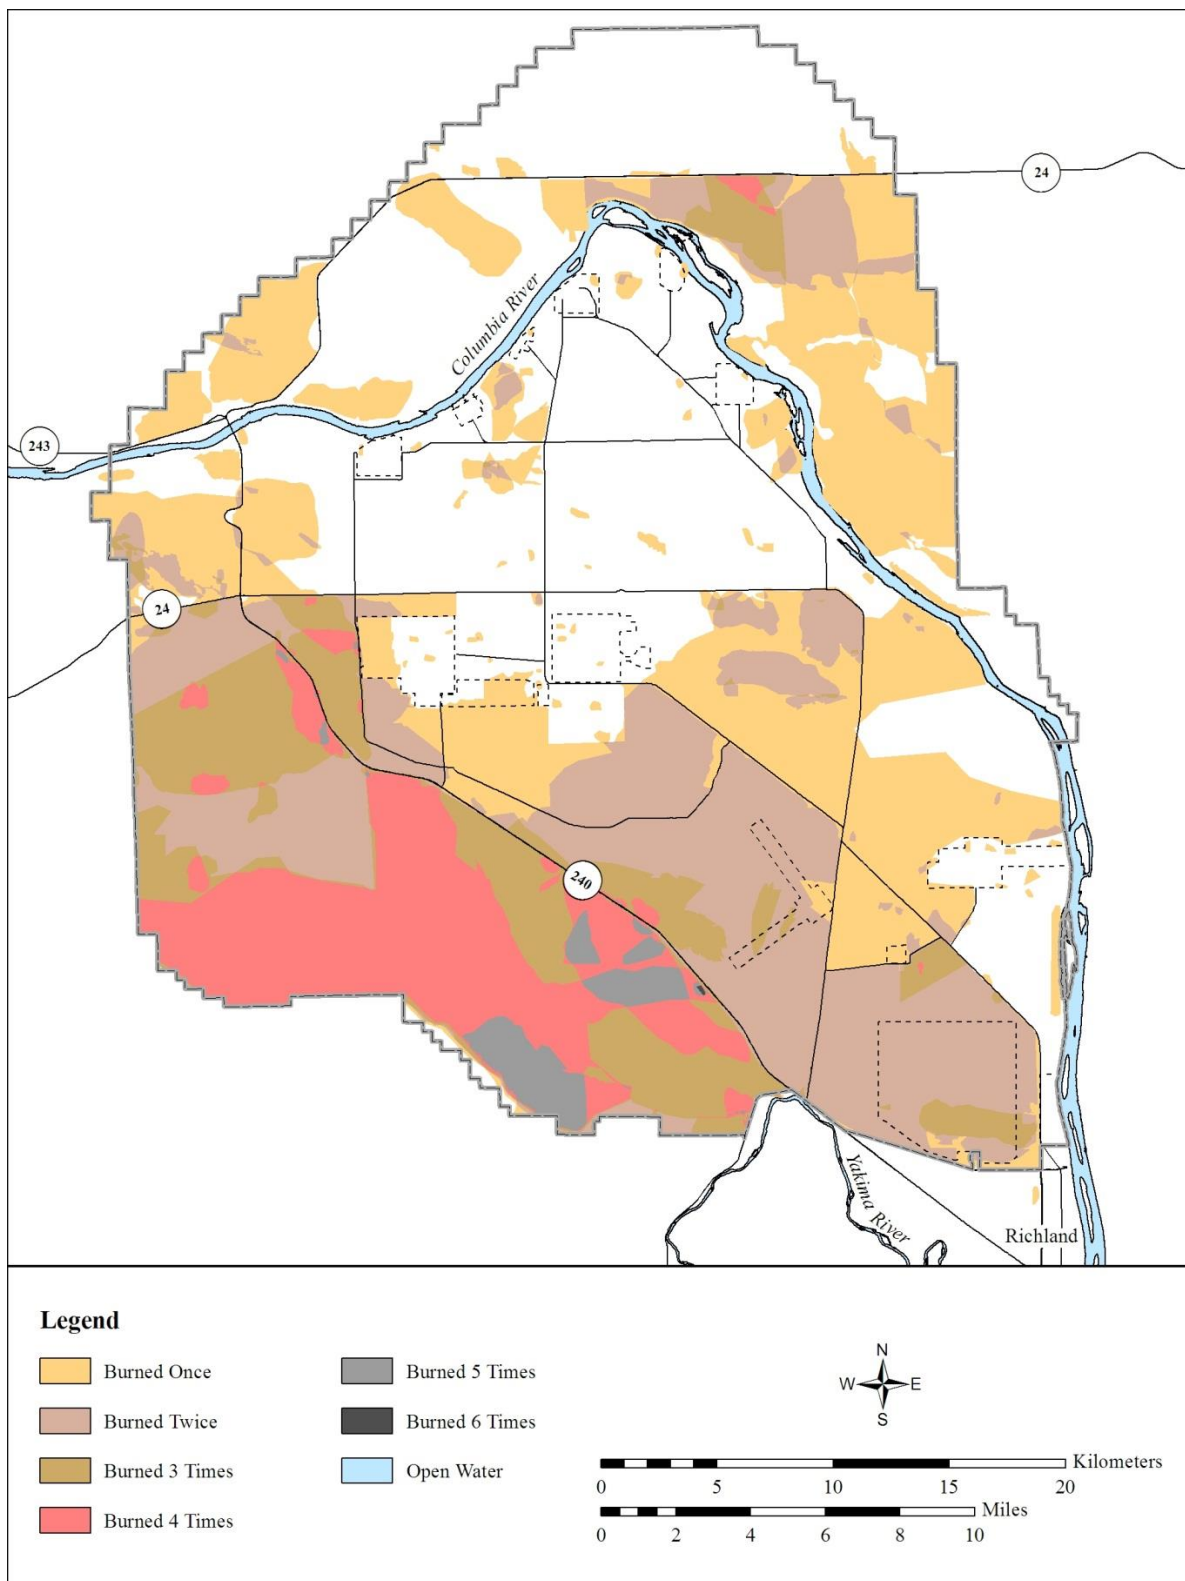 24
Columbia River
243
24
240
Yakima River
Richland
Legend
Burned Once
Burned Twice
Burned 3 Times
Burned 4 Times
Burned 5 Times
Burned 6 Times
Open Water
N
W E
S
Kilometers
0 5 10 15 20
Miles
0 2 4 6 8 10